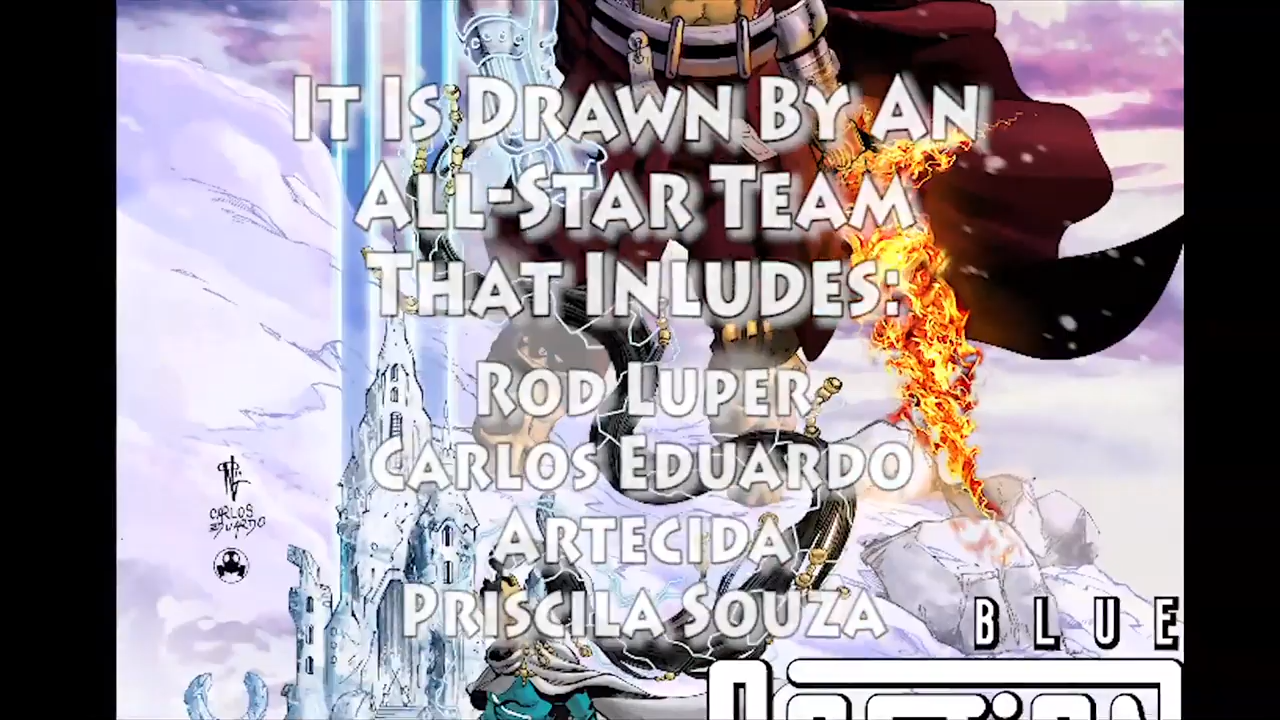 It Is Drawn By An
All-Star Team
That Inludes:
Rod Luper
Carlos Eduardo
Artecida
Priscila Souza
CARLOS
EDUARDO
BLUE